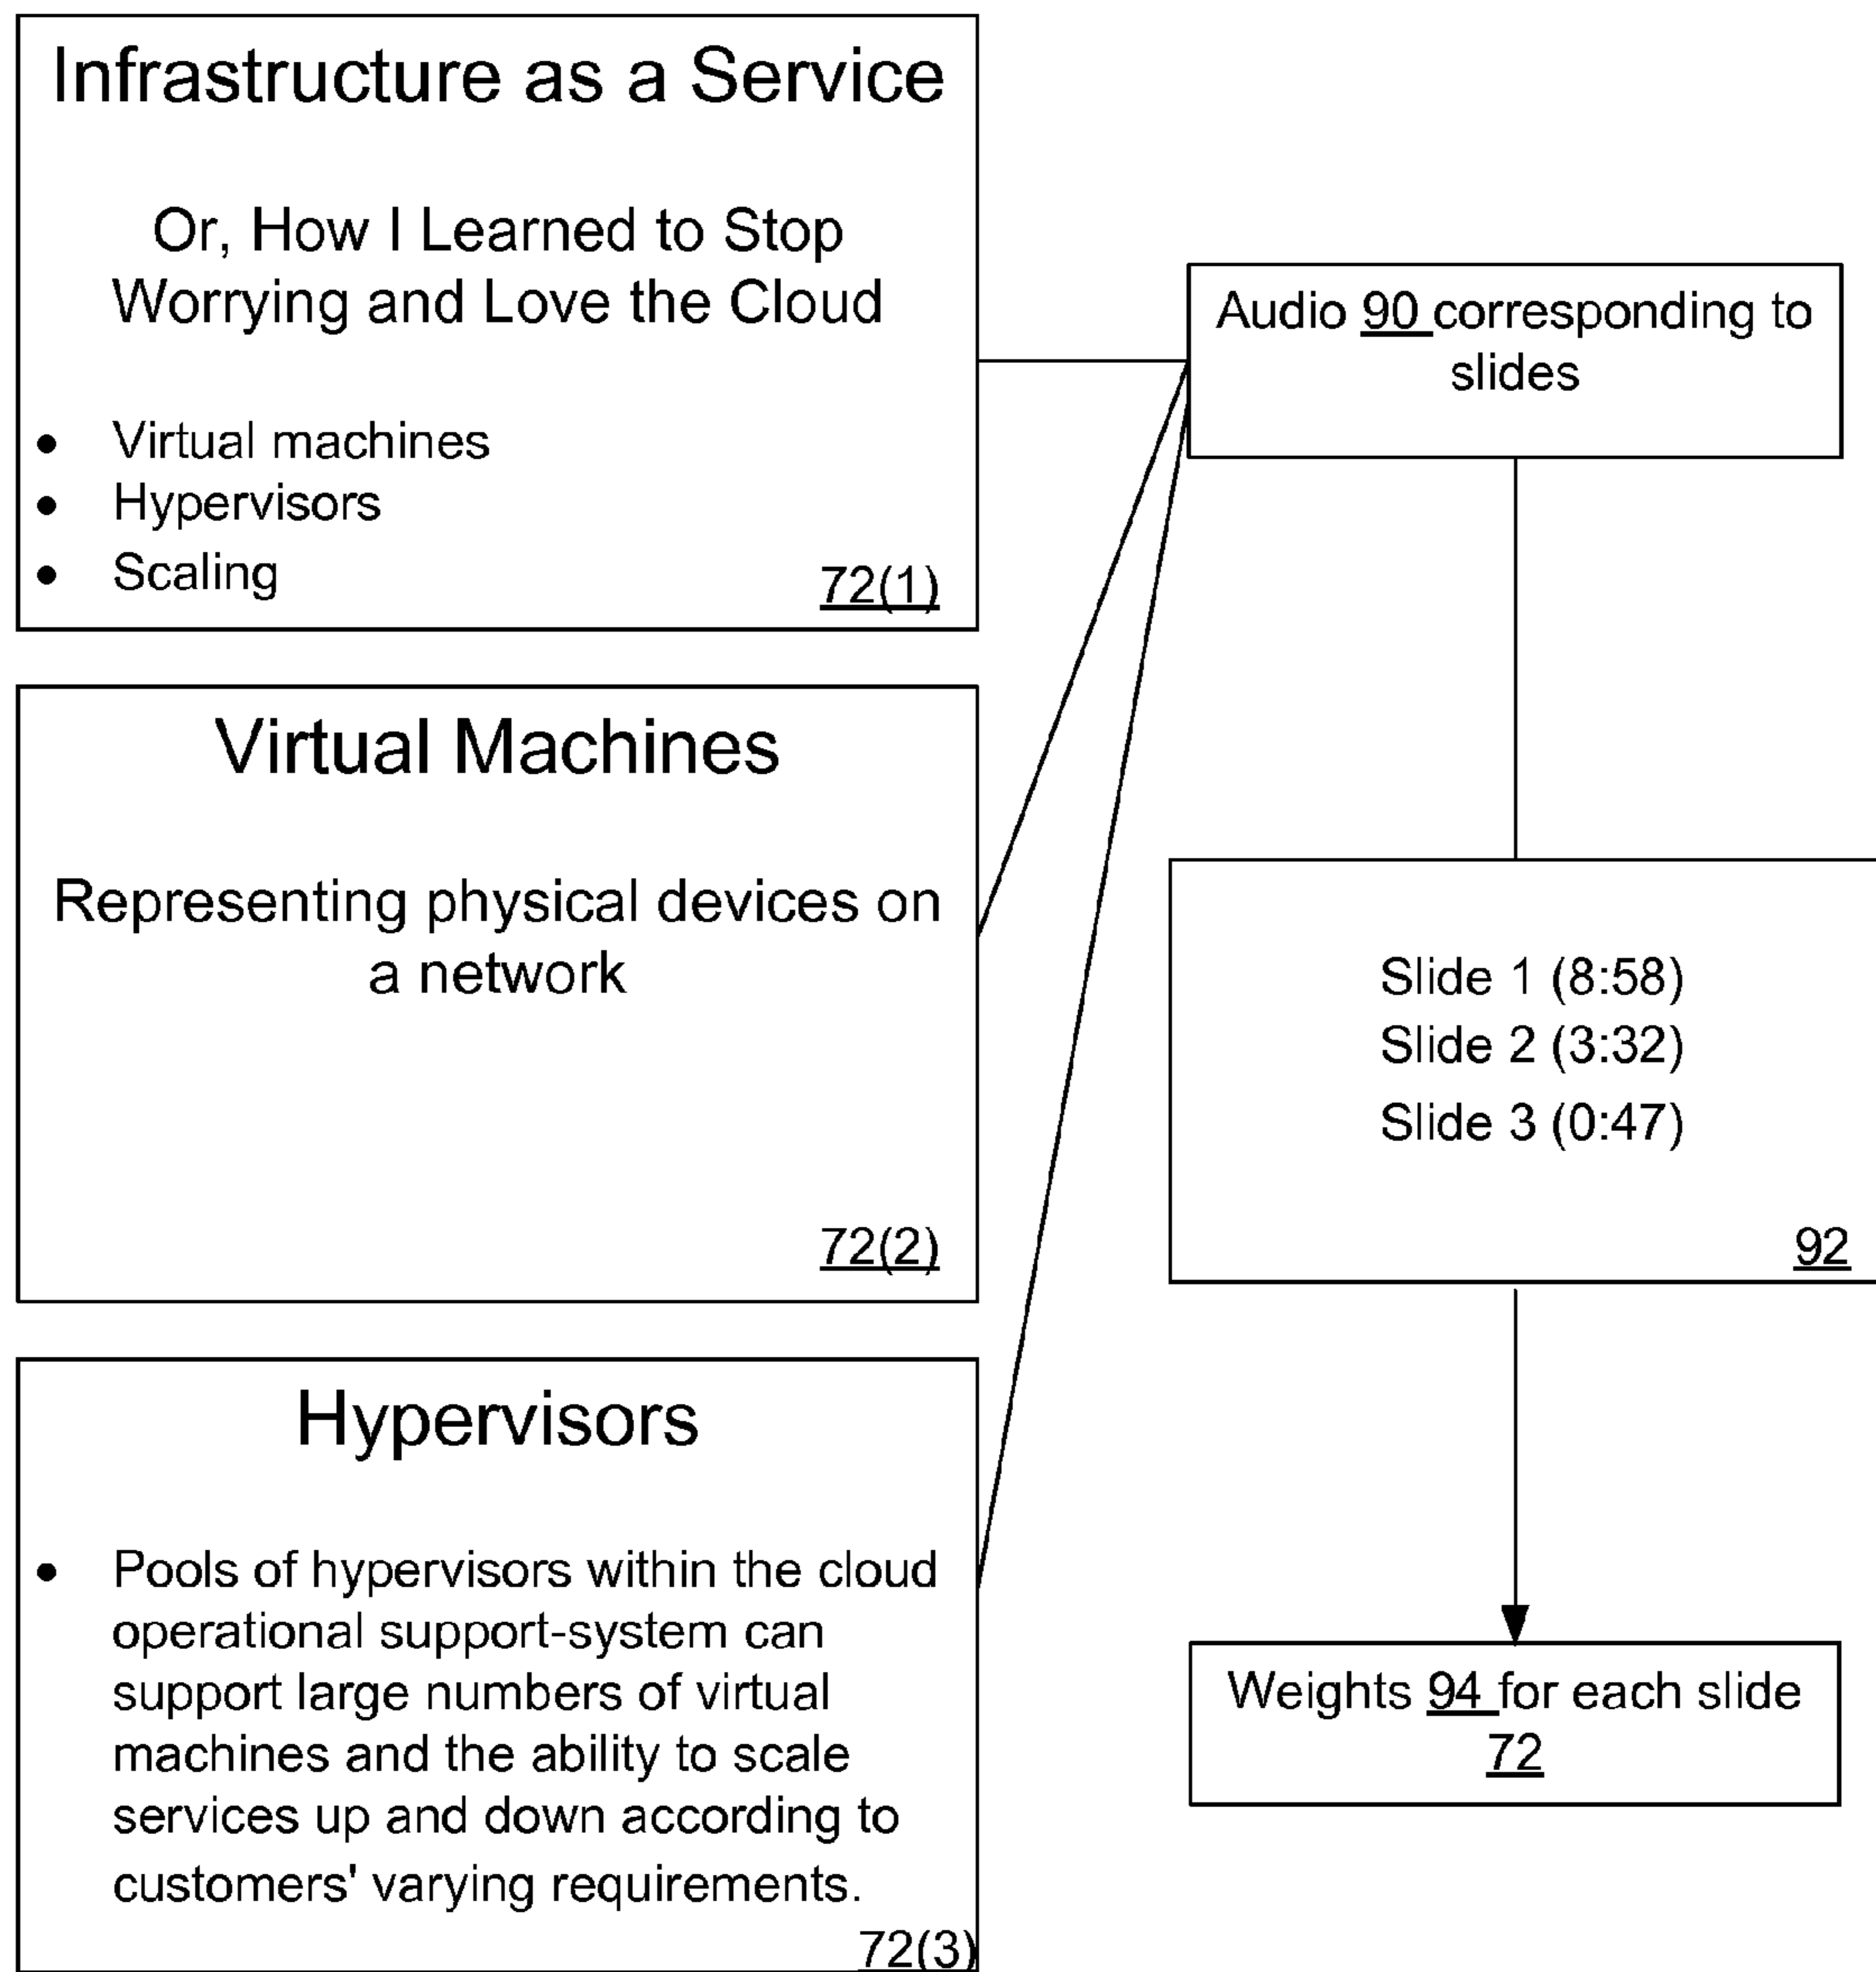 Infrastructure as a Service
Or, How I Learned to Stop
Worrying and Love the Cloud
● Virtual machines
● Hypervisors
● Scaling
72(1)
Virtual Machines
Representing physical devices on
a network
72(2)
Hypervisors
● Pools of hypervisors within the cloud
operational support-system can
support large numbers of virtual
machines and the ability to scale
services up and down according to
customers' varying requirements.
72(3)
Audio 90 corresponding to
slides
Slide 1 (8:58)
Slide 2 (3:32)
Slide 3 (0:47)
92
Weights 94 for each slide
72